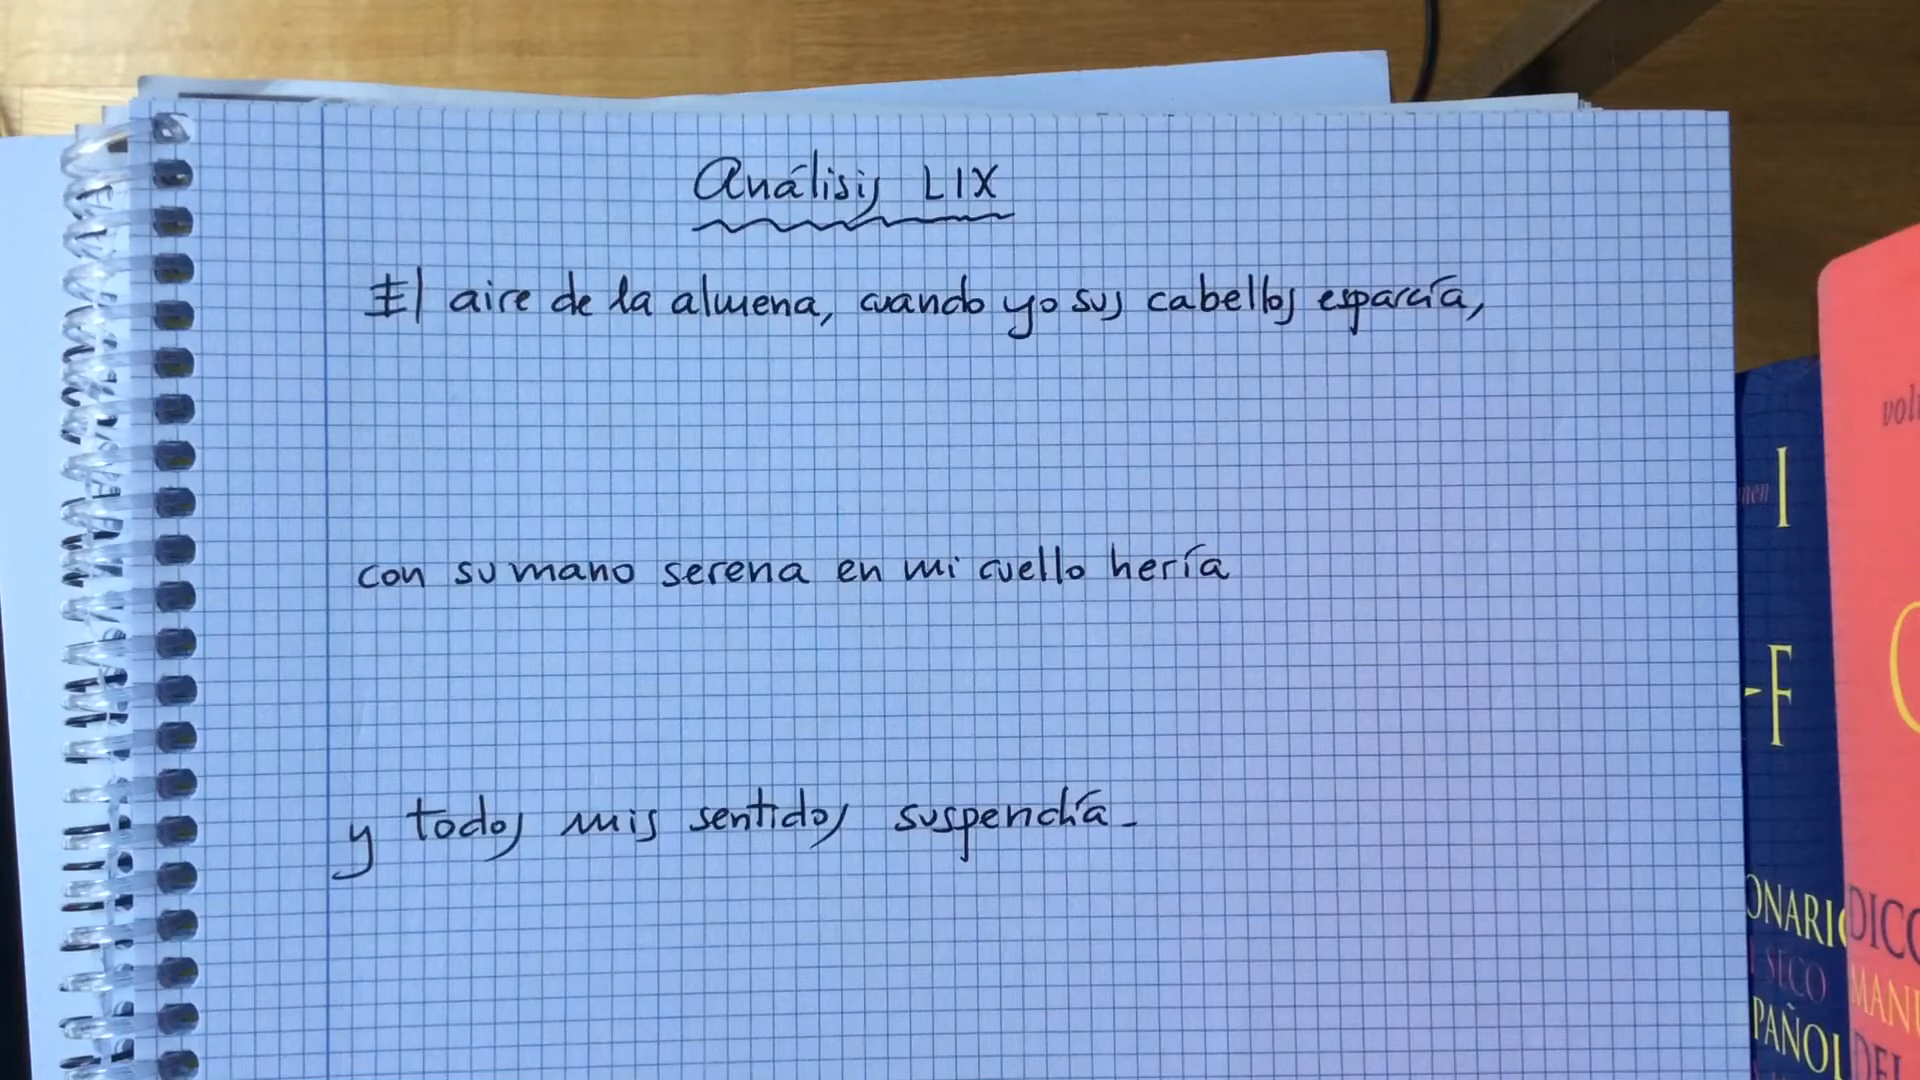 Análisis LIX
El aire de la almena, cuando yo sus cabellos esparcía,
con su mano serena en mi cuello hería
y todos mis sentidos suspendía.
I
-F
SECO